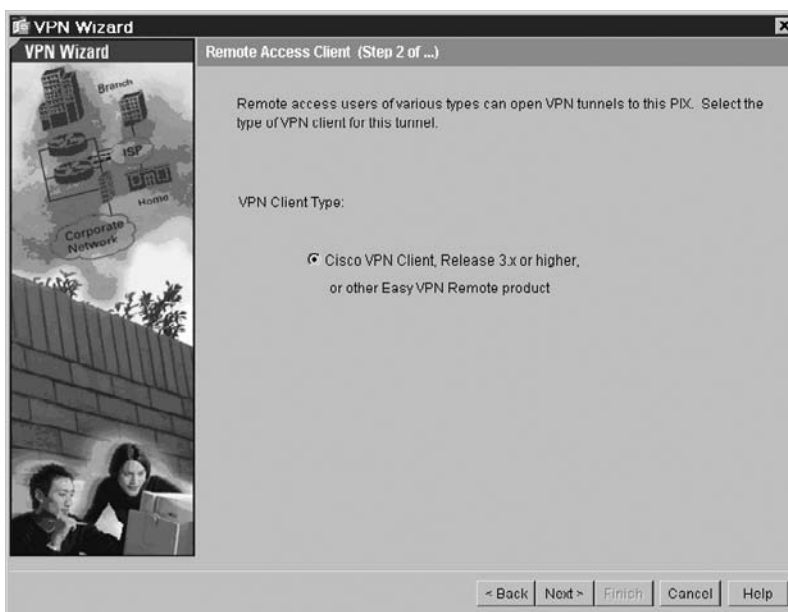 VPN Wizard
VPN Wizard
Remote Access Client (Step 2 of ...)
Branch
ISP
Home
Corporate
Network
Remote access users of various types can open VPN tunnels to this PIX. Select the
type of VPN client for this tunnel.
VPN Client Type:
Cisco VPN Client, Release 3.x or higher,
or other Easy VPN Remote product
< Back
Next >
Finish
Cancel
Help